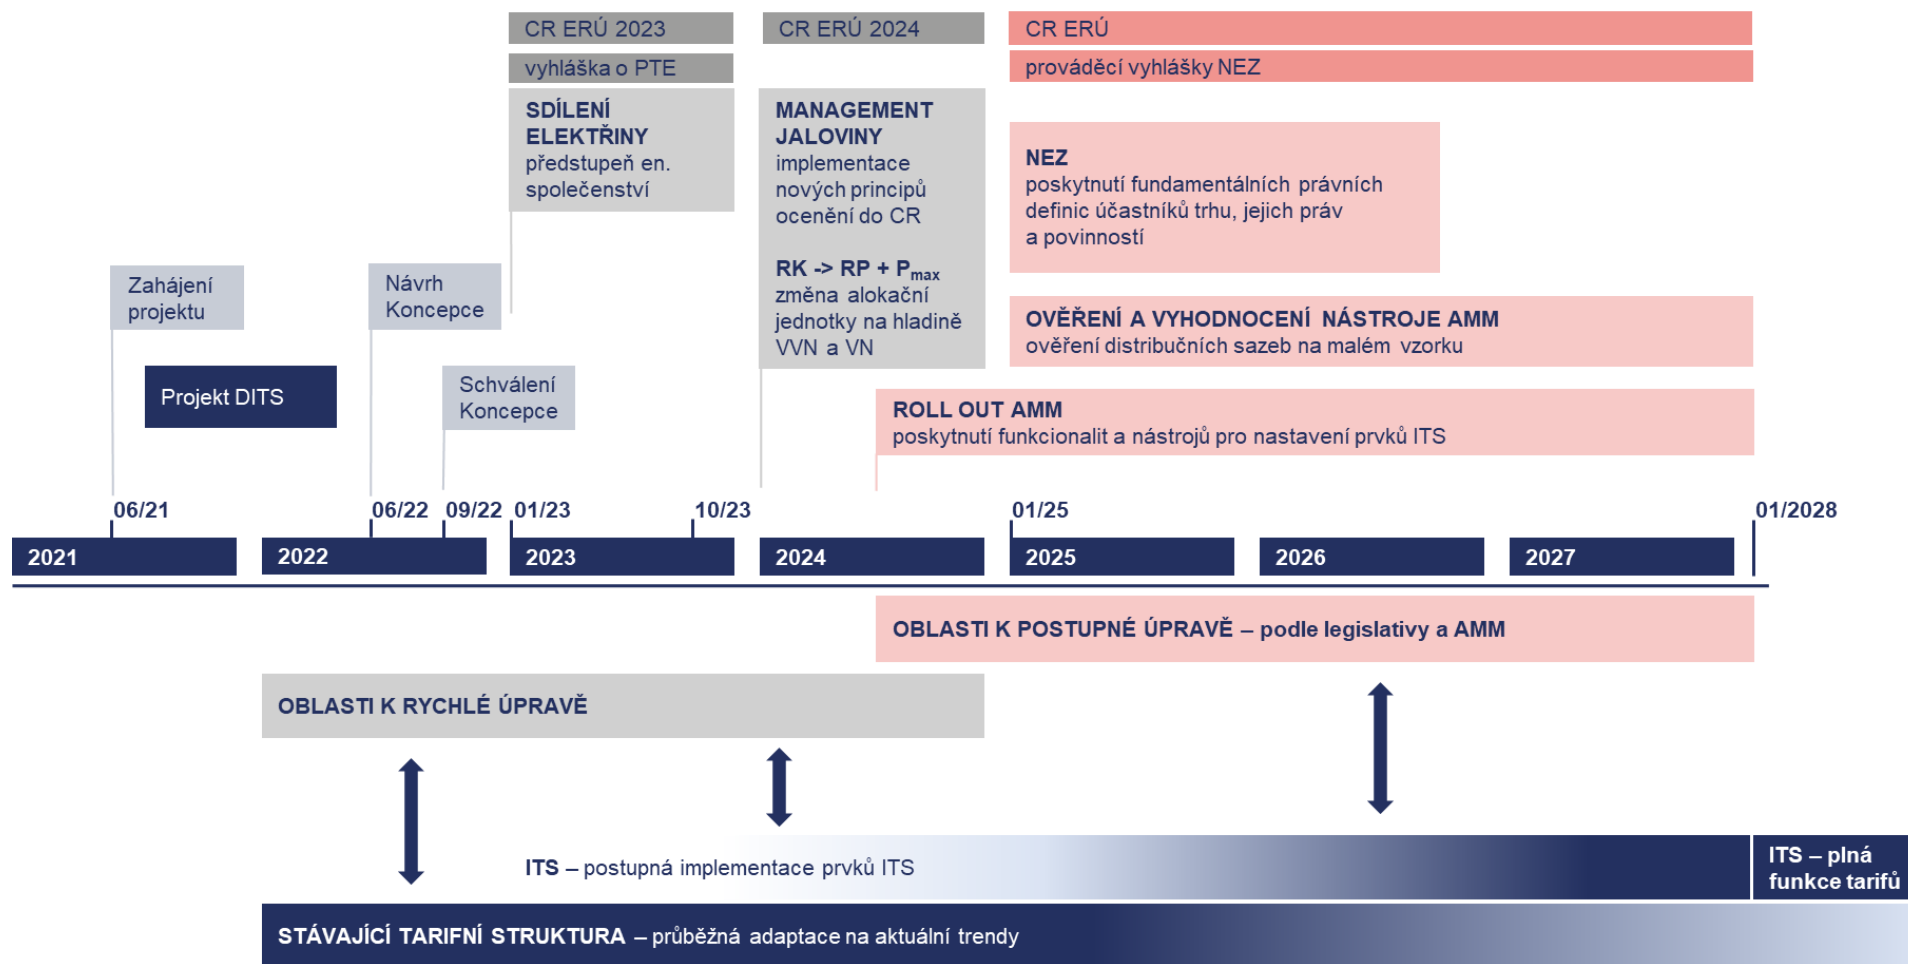 CR ERÚ 2023
vyhláška o PTE
SDÍLENÍ
ELEKTŘINY
předstupeň en.
společenství
CR ERÚ 2024
MANAGEMENT
JALOVINY
implementace
nových principů
ocenění do CR
RK -> RP + Pmax
změna alokační
jednotky na hladině
VVN a VN
CR ERÚ
prováděcí vyhlášky NEZ
NEZ
poskytnutí fundamentálních právních
definic účastníků trhu, jejich práv
a povinností
OVĚŘENÍ A VYHODNOCENÍ NÁSTROJE AMM
ověření distribučních sazeb na malém vzorku
ROLL OUT AMM
poskytnutí funkcionalit a nástrojů pro nastavení prvků ITS
Zahájení
projektu
Návrh
Koncepce
Projekt DITS
Schválení
Koncepce
06/21
06/22
09/22
01/23
10/23
01/25
01/2028
2021
2022
2023
2024
2025
2026
2027
OBLASTI K POSTUPNÉ ÚPRAVĚ – podle legislativy a AMM
OBLASTI K RYCHLÉ ÚPRAVĚ
ITS – postupná implementace prvků ITS
ITS – plná
funkce tarifů
STÁVAJÍCÍ TARIFNÍ STRUKTURA – průběžná adaptace na aktuální trendy